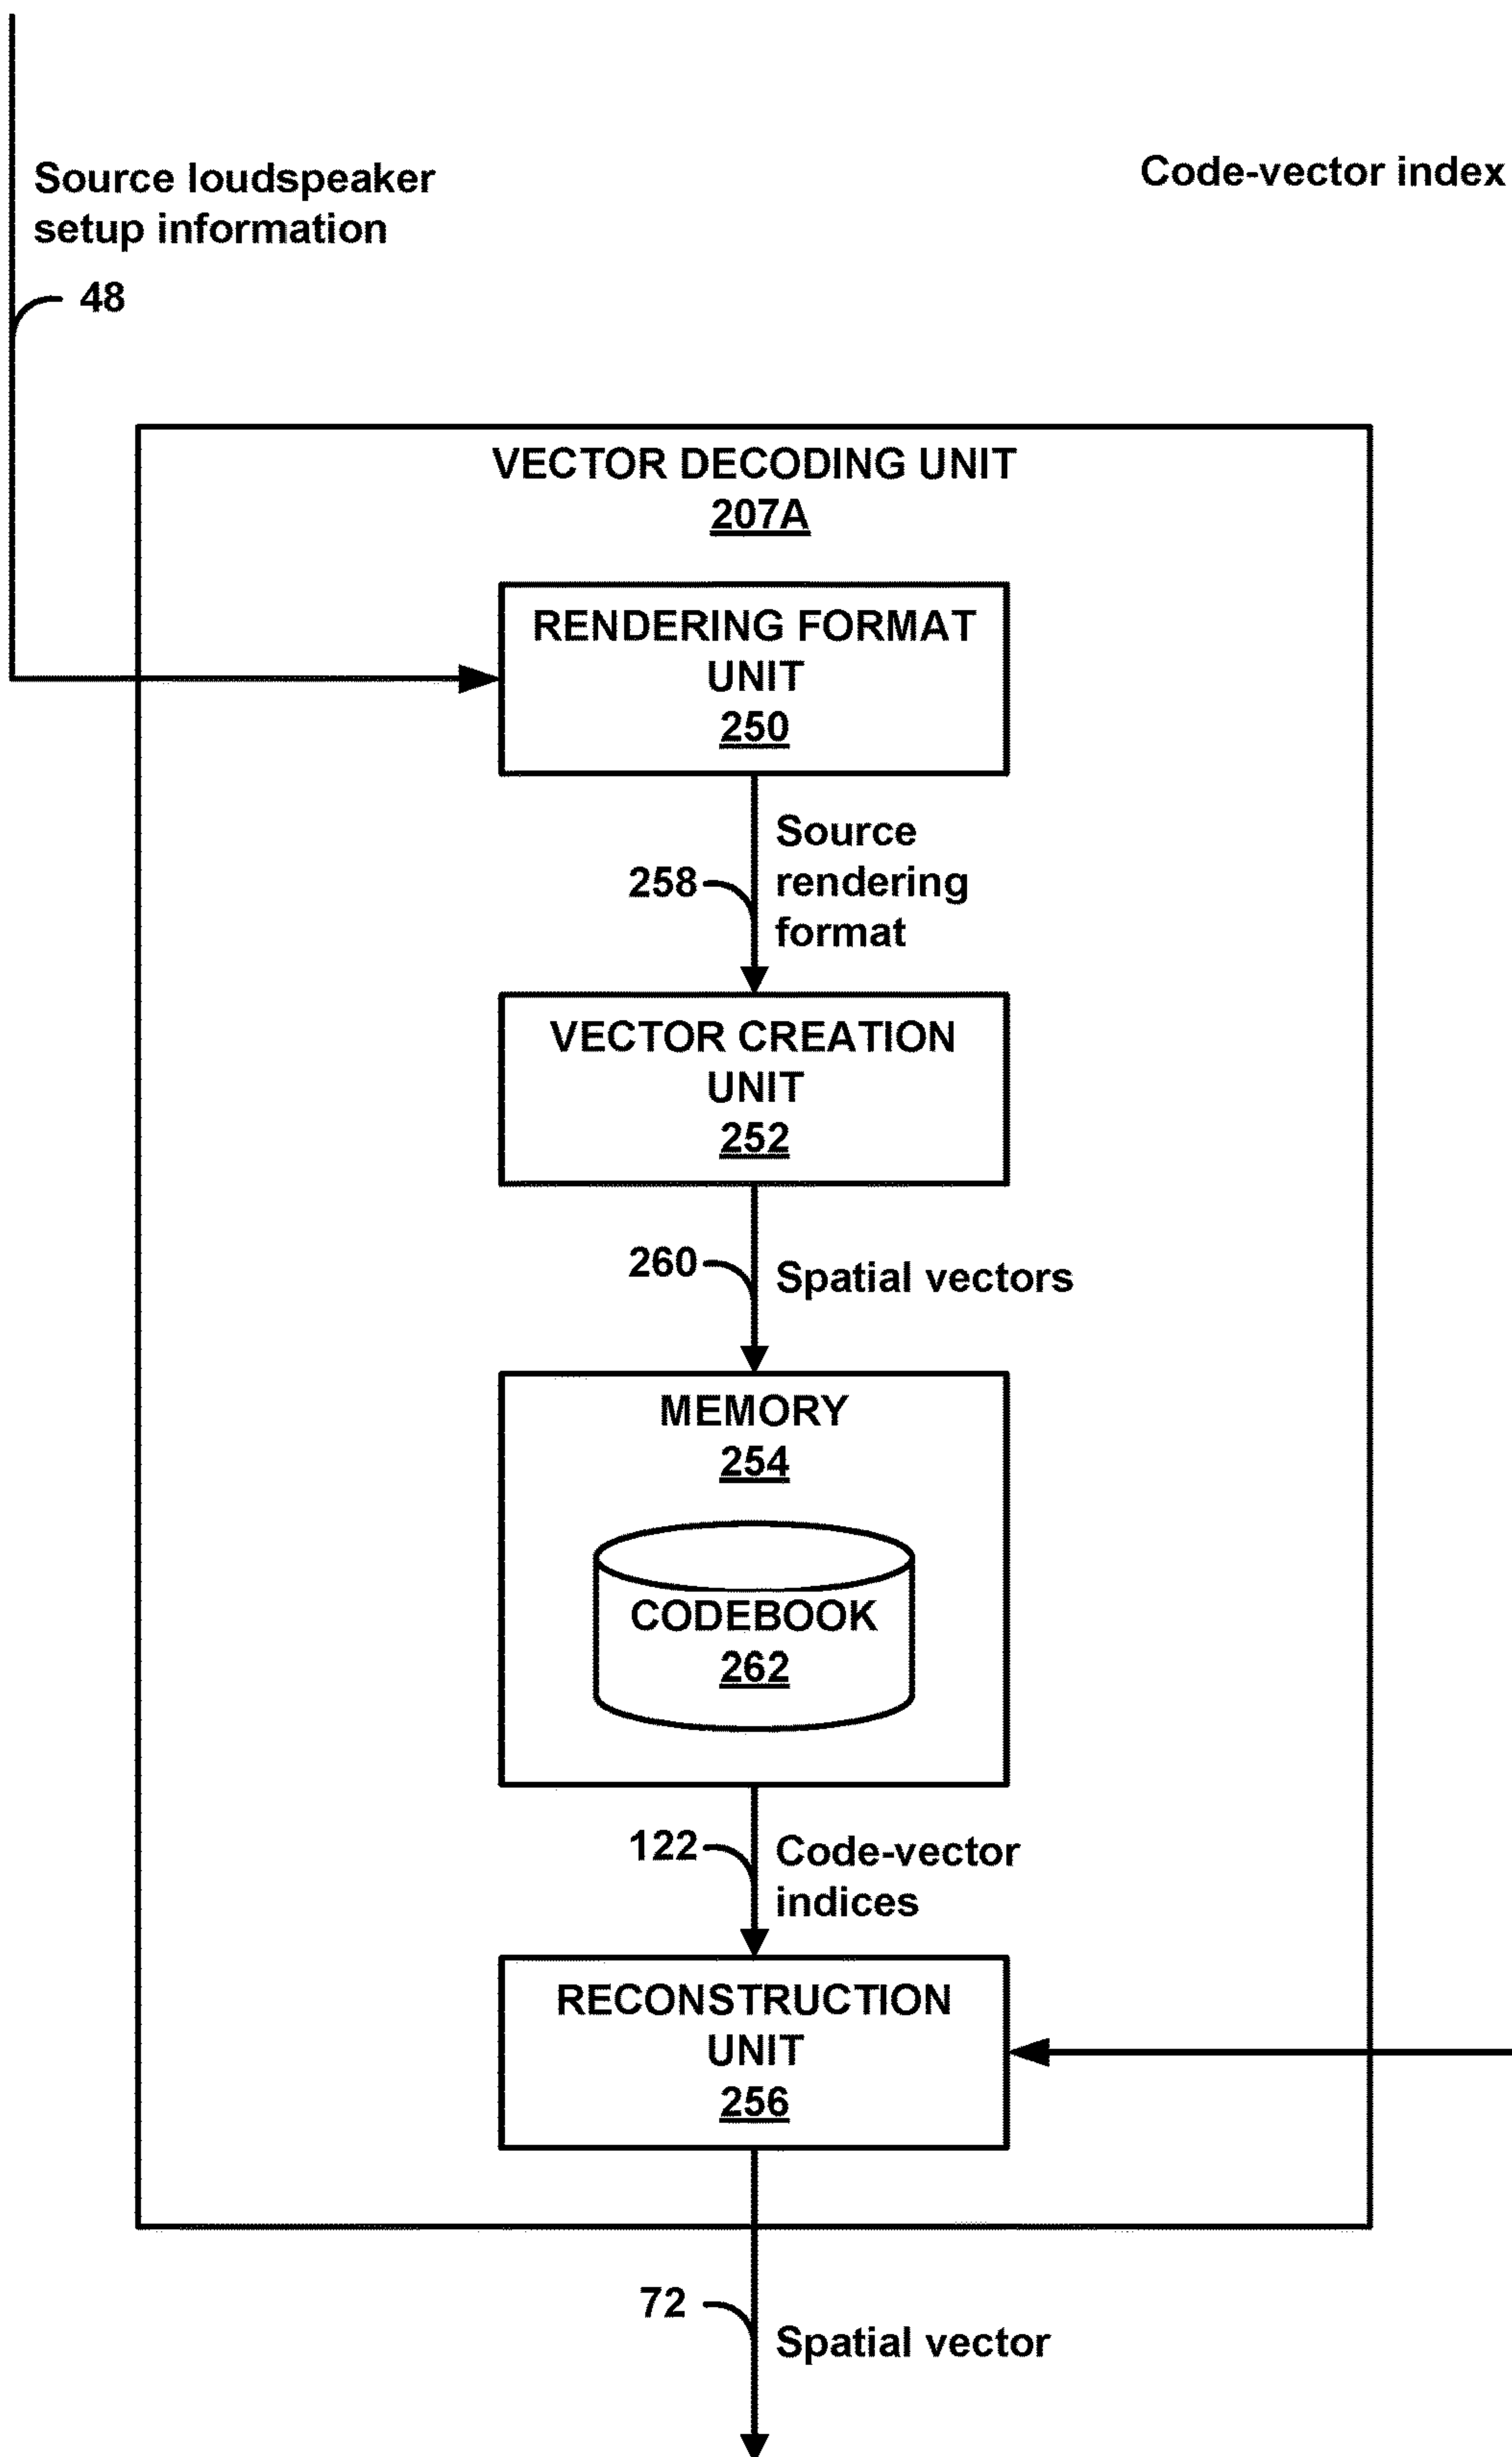 Source loudspeaker
setup information
48
Code-vector index
VECTOR DECODING UNIT
207A
RENDERING FORMAT
UNIT
250
258
Source
rendering
format
VECTOR CREATION
UNIT
252
260
Spatial vectors
MEMORY
254
CODEBOOK
262
122
Code-vector
indices
RECONSTRUCTION
UNIT
256
72
Spatial vector